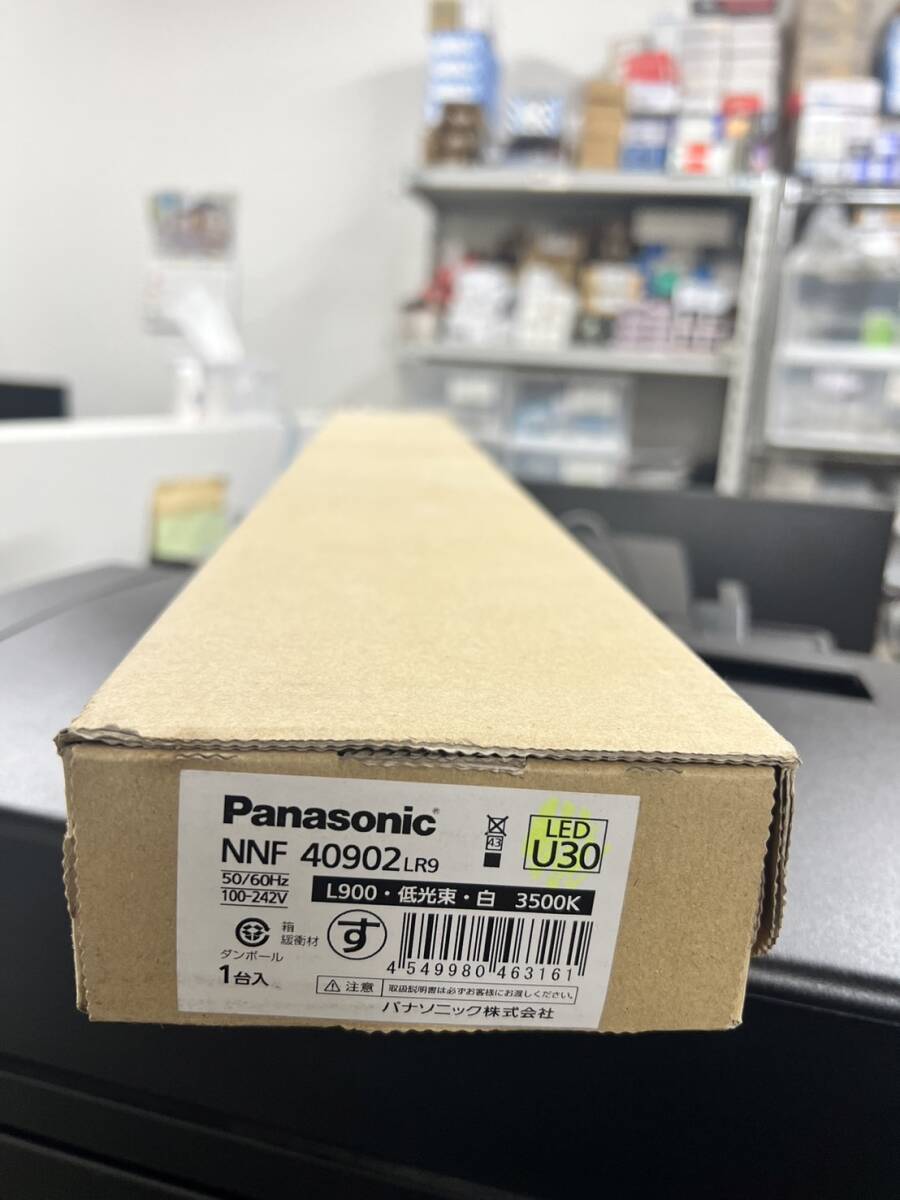 Panasonic
NNF 40902LR9
50/60Hz
100-242V
43
LED
U30
L900・低光束・白 3500K
箱
緩衝材
ダンボール
す
1台入
4 549980 463161
注意
取扱説明書は必ずお客様にお渡しください。
パナソニック株式会社